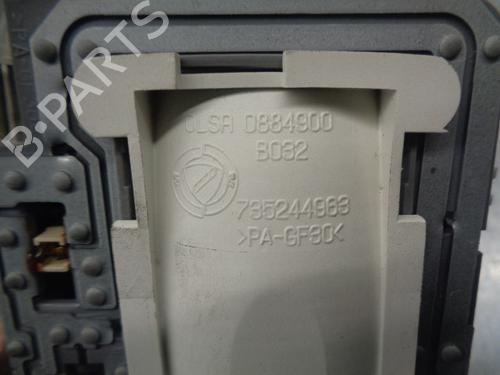 OLSA 0884900
B032
735244963
>PA-GF30<
B-PARTS